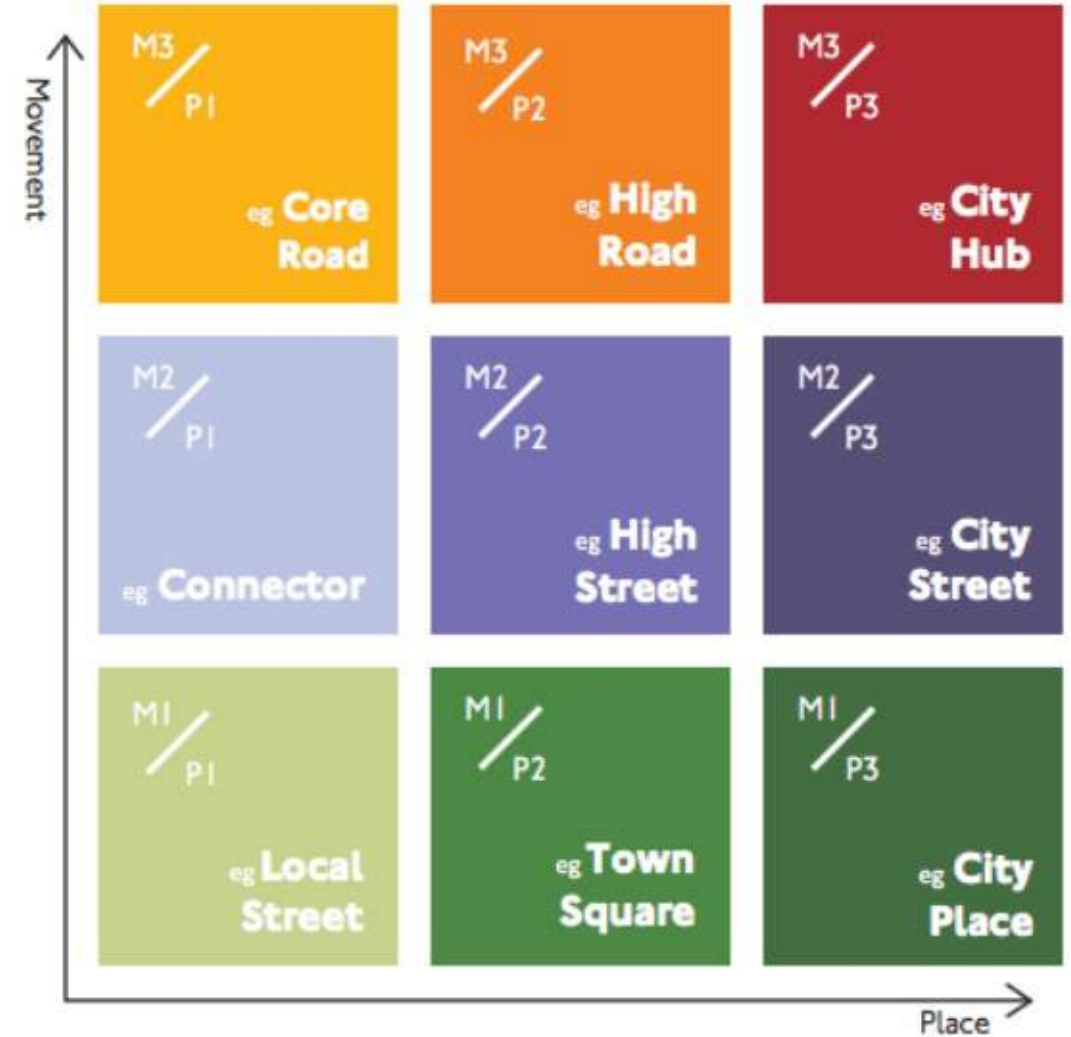 Movement
M3
P1
eg Core
Road
M3
P2
eg High
Road
M3
P3
eg City
Hub
M2
P1
eg Connector
M2
P2
eg High
Street
M2
P3
eg City
Street
M1
P1
eg Local
Street
M1
P2
eg Town
Square
M1
P3
eg City
Place
Place